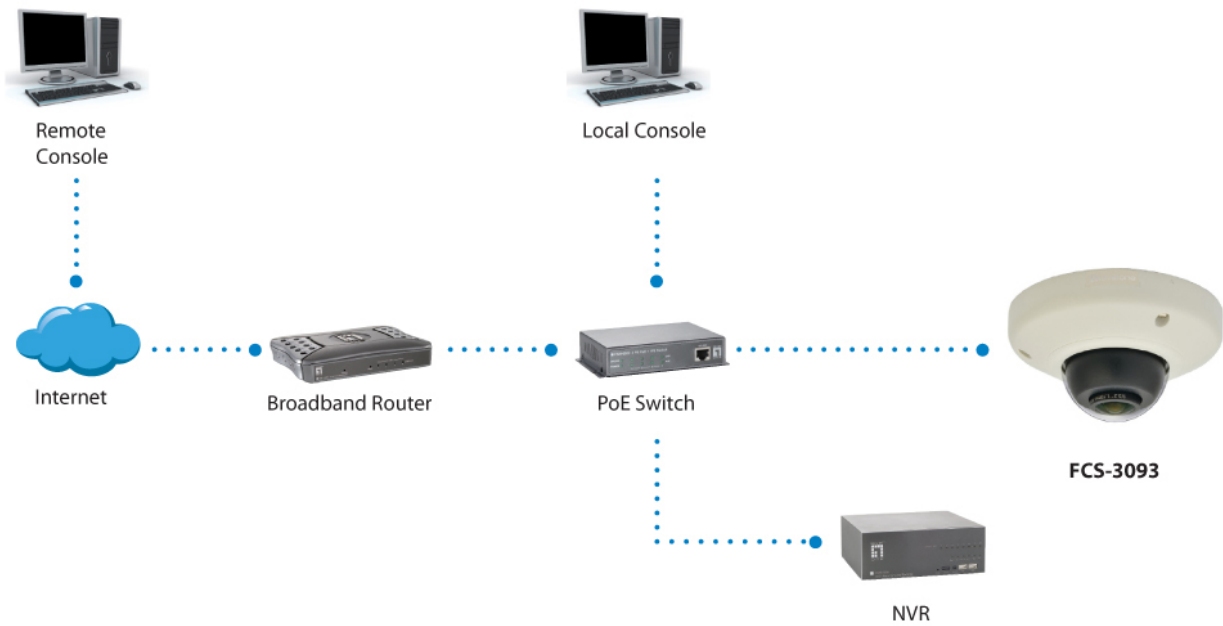 Remote
Console
Local Console
Internet
Broadband Router
PoE Switch
FCS-3093
NVR